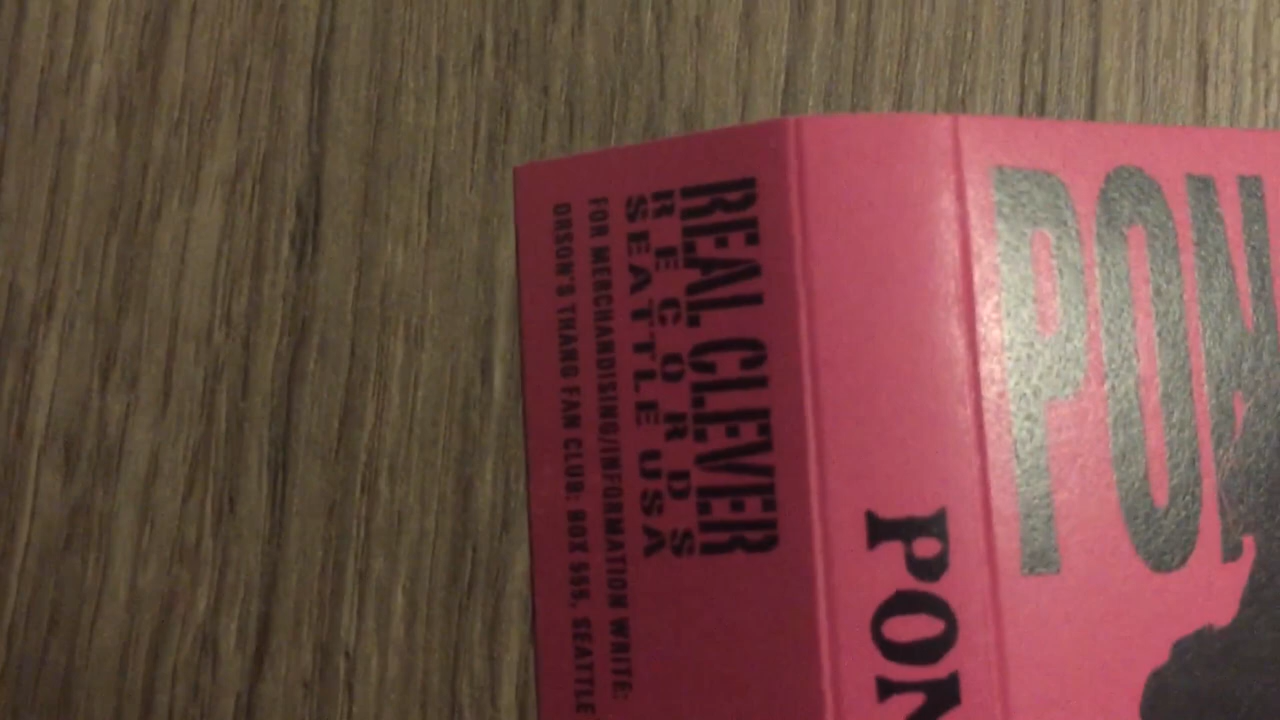 REAL CLEVER
RECORDS
SEATTLE USA
FOR MERCHANDISING/INFORMATION WRITE:
ORSON'S THANG FAN CLUB: BOX 555, SEATTLE
PON
PON